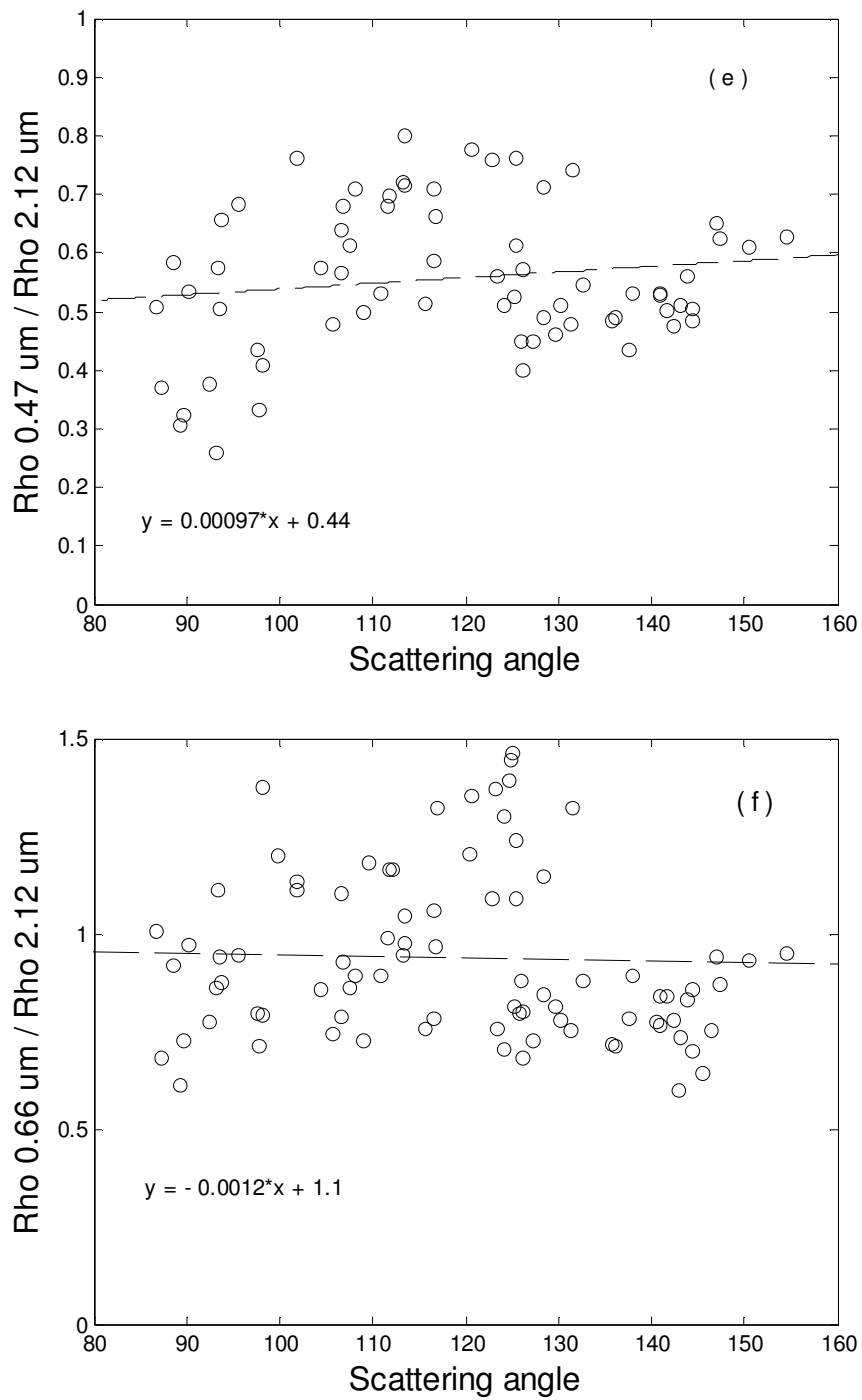 1
0.9
( e )
0.8
0.7
0.6
0.5
0.4
0.3
0.2
y = 0.00097*x + 0.44
0.1
0
Rho 0.47 um / Rho 2.12 um
80 90 100 110 120 130 140 150 160
Scattering angle
1.5
( f )
1
0.5
y = - 0.0012*x + 1.1
0
Rho 0.66 um / Rho 2.12 um
80 90 100 110 120 130 140 150 160
Scattering angle